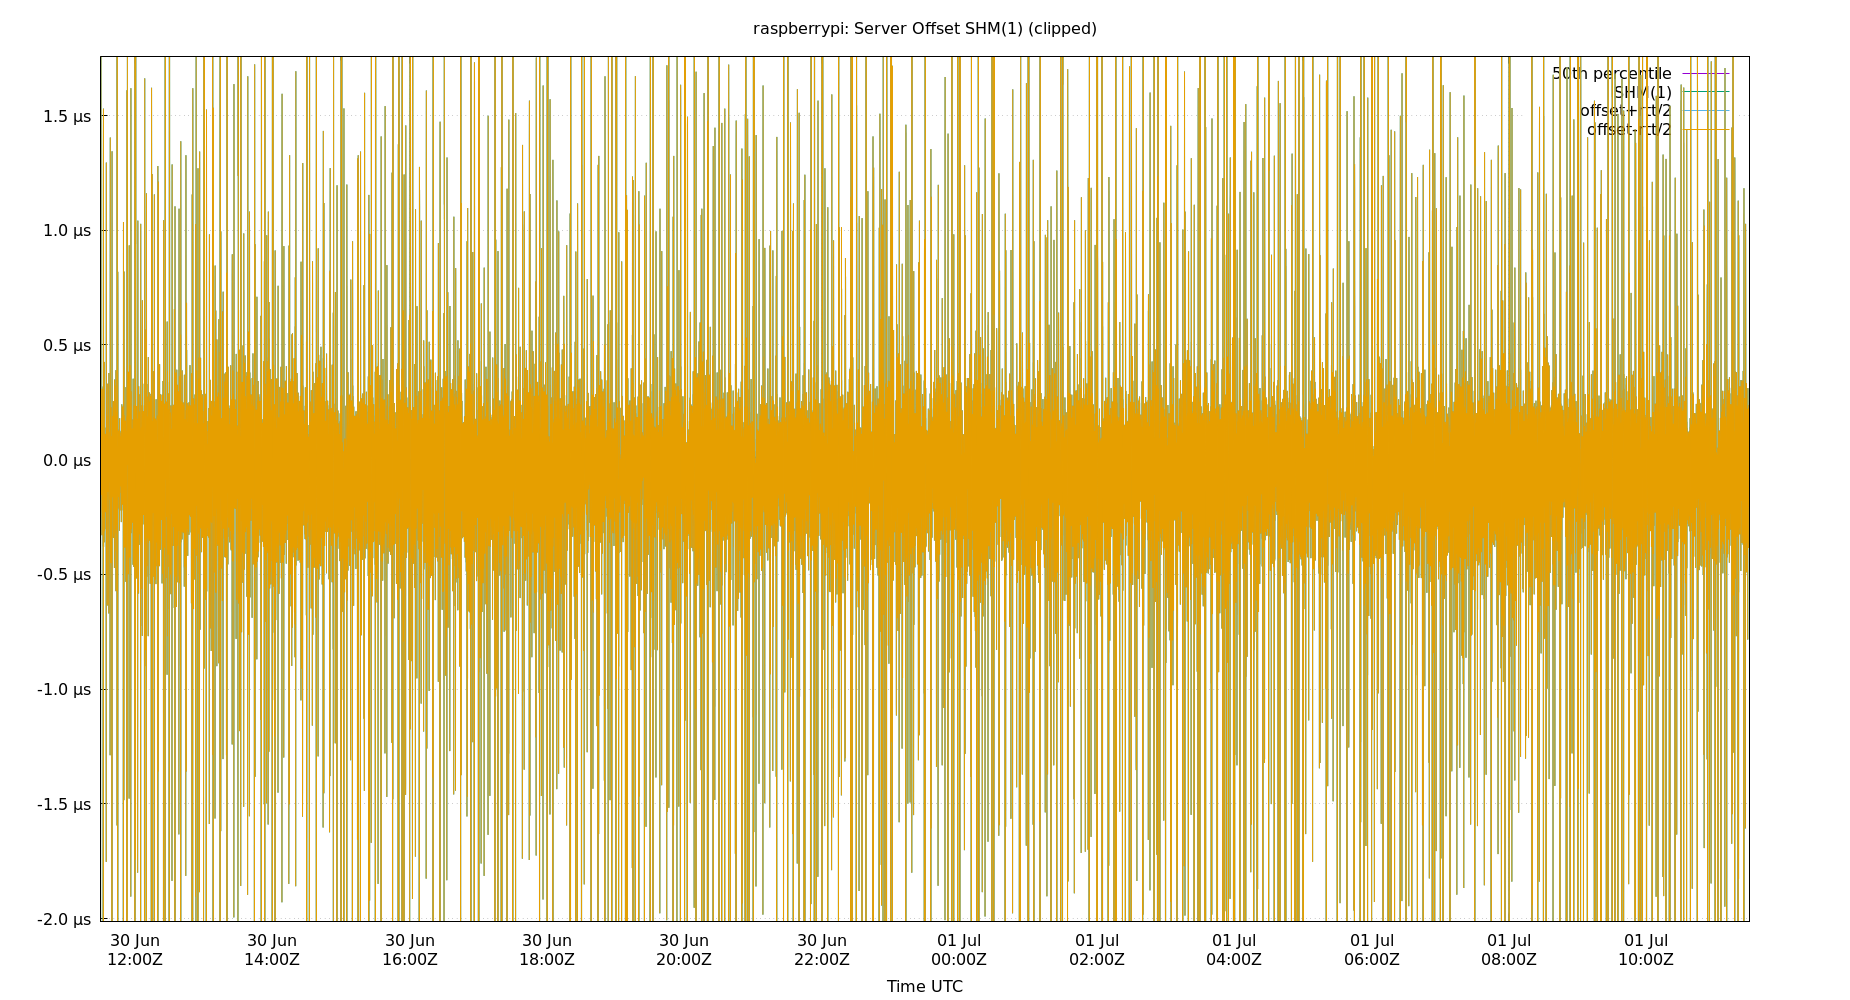 raspberrypi: Server Offset SHM(1) (clipped)
50th percentile
SHM(1)
offset+rtt/2
offset-rtt/2
1.5 µs
1.0 µs
0.5 µs
0.0 µs
-0.5 µs
-1.0 µs
-1.5 µs
-2.0 µs
30 Jun 30 Jun 30 Jun 30 Jun 30 Jun 30 Jun 01 Jul 01 Jul 01 Jul 01 Jul 01 Jul 01 Jul
12:00Z 14:00Z 16:00Z 18:00Z 20:00Z 22:00Z 00:00Z 02:00Z 04:00Z 06:00Z 08:00Z 10:00Z
Time UTC